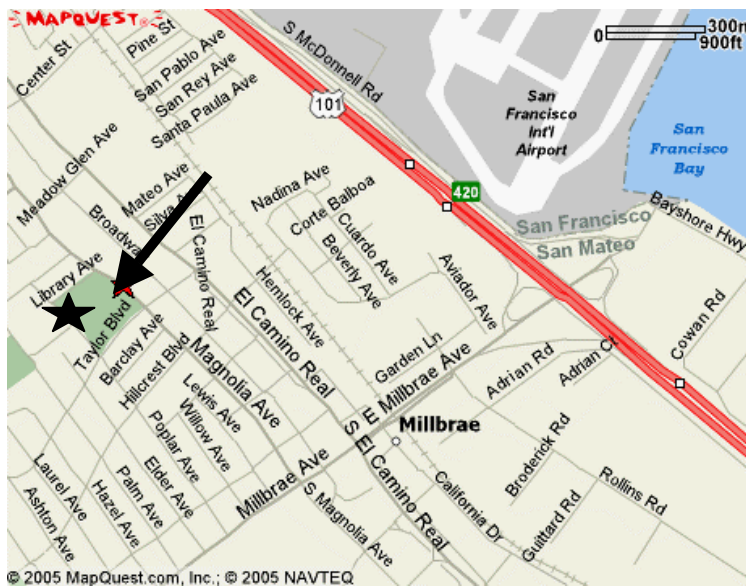 MAPQUEST
300m
0
900ft
Center St
Pine St
San Pablo Ave
San Rey Ave
Santa Paula Ave
S McDonnell Rd
101
San
Francisco
Int'l
Airport
San
Francisco
Bay
Meadow Glen Ave
Mateo Ave
Silva
Nadina Ave
Corte Balboa
Cuardo Ave
Beverly Ave
420
San Francisco
San Mateo
Bayshore Hwy
Broadwa
El Camino Real
Library Ave
Hemlock Ave
Aviador Ave
Cowan Rd
Taylor Blvd
Barclay Ave
Hillcrest Blvd
Magnolia Ave
El Camino Real
Garden Ln
E Millbrae Ave
Adrian Rd
Adrian Ct
Lewis Ave
Willow Ave
Poplar Ave
Elder Ave
Palm Ave
Hazel Ave
Laurel Ave
Ashton Ave
Millbrae Ave
S El Camino Real
S Magnolia Ave
Millbrae
California Dr
Broderick Rd
Guittard Rd
Rollins Rd
© 2005 MapQuest.com, Inc.; © 2005 NAVTEQ